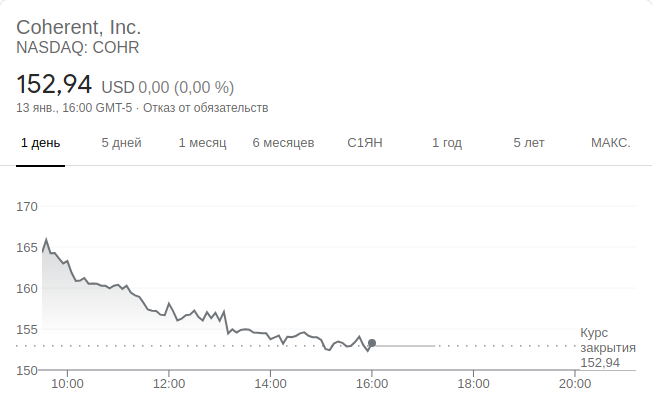 Coherent, Inc.
NASDAQ: COHR
152,94 USD 0,00 (0,00 %)
13 янв., 16:00 GMT-5 · Отказ от обязательств
1 день 5 дней 1 месяц 6 месяцев С1ЯН 1 год 5 лет МАКС.
170
165
160
155
150
Курс
закрытия
152,94
10:00 12:00 14:00 16:00 18:00 20:00